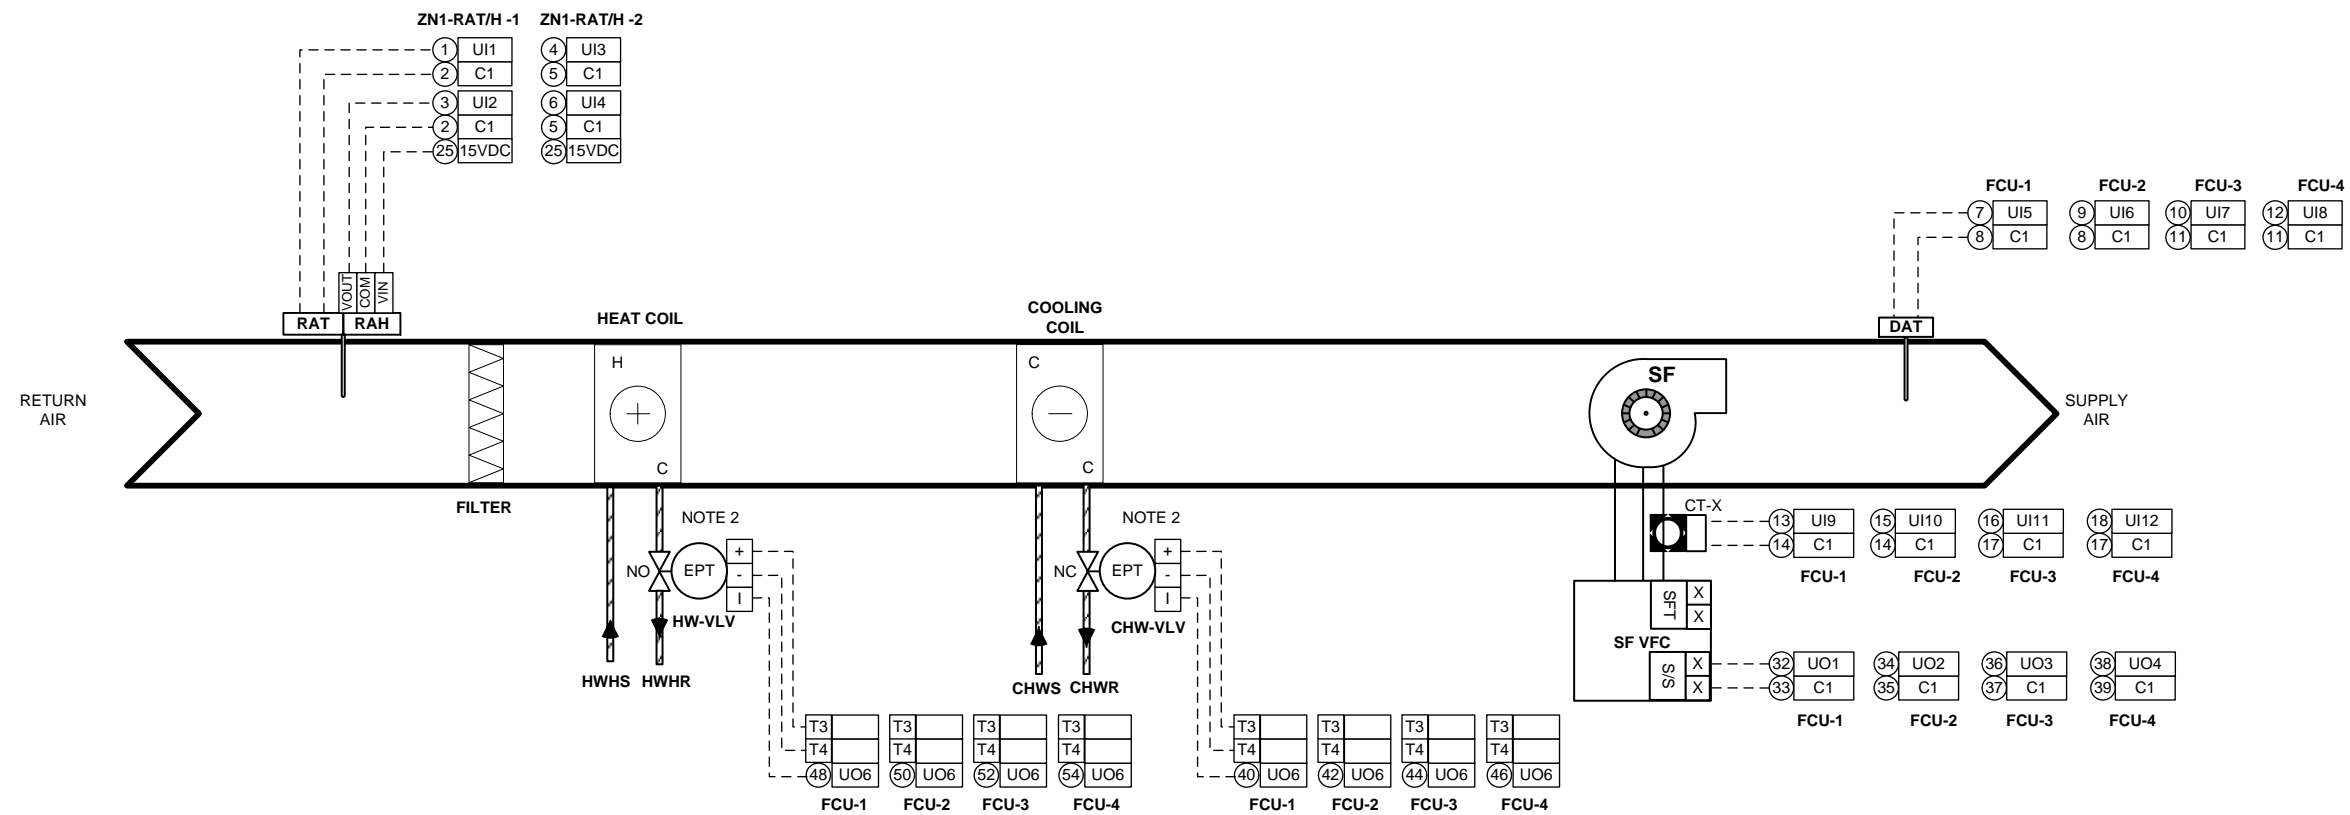 ZN1-RAT/H -1 ZN1-RAT/H -2
1 UI1 4 UI3
2 C1 5 C1
3 UI2 6 UI4
2 C1 5 C1
25 15VDC 25 15VDC
FCU-1 FCU-2 FCU-3 FCU-4
7 UI5 9 UI6 10 UI7 12 UI8
8 C1 8 C1 11 C1 11 C1
VOUT COM VIN
RAT RAH
HEAT COIL
COOLING
COIL
DAT
H
C
C
C
SF
RETURN
AIR
SUPPLY
AIR
FILTER
NOTE 2
NO EPT + - I
HW-VLV
HWHS HWHR
NOTE 2
NC EPT + - I
CHW-VLV
CHWS CHWR
CT-X
13 UI9 15 UI10 16 UI11 18 UI12
14 C1 14 C1 17 C1 17 C1
FCU-1 FCU-2 FCU-3 FCU-4
SFT X
X
SF VFC
S/S X
X
32 UO1 34 UO2 36 UO3 38 UO4
33 C1 35 C1 37 C1 39 C1
FCU-1 FCU-2 FCU-3 FCU-4
T3 T3 T3 T3
T4 T4 T4 T4
48 UO6 50 UO6 52 UO6 54 UO6
FCU-1 FCU-2 FCU-3 FCU-4
T3 T3 T3 T3
T4 T4 T4 T4
40 UO6 42 UO6 44 UO6 46 UO6
FCU-1 FCU-2 FCU-3 FCU-4